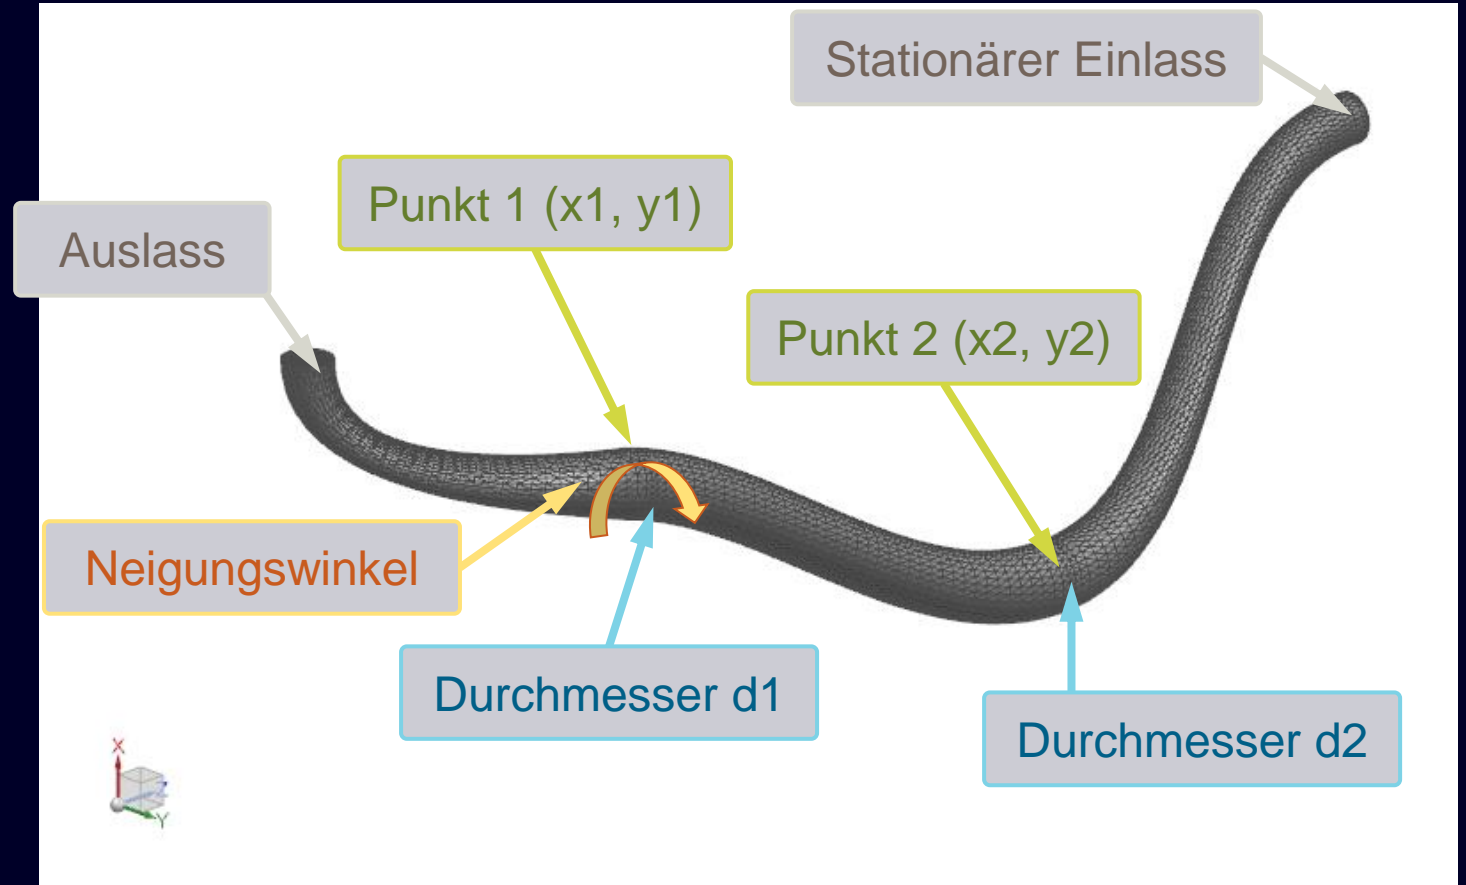 Stationärer Einlass
Punkt 1 (x1, y1)
Auslass
Punkt 2 (x2, y2)
Neigungswinkel
Durchmesser d1
Durchmesser d2
X
Z
Y